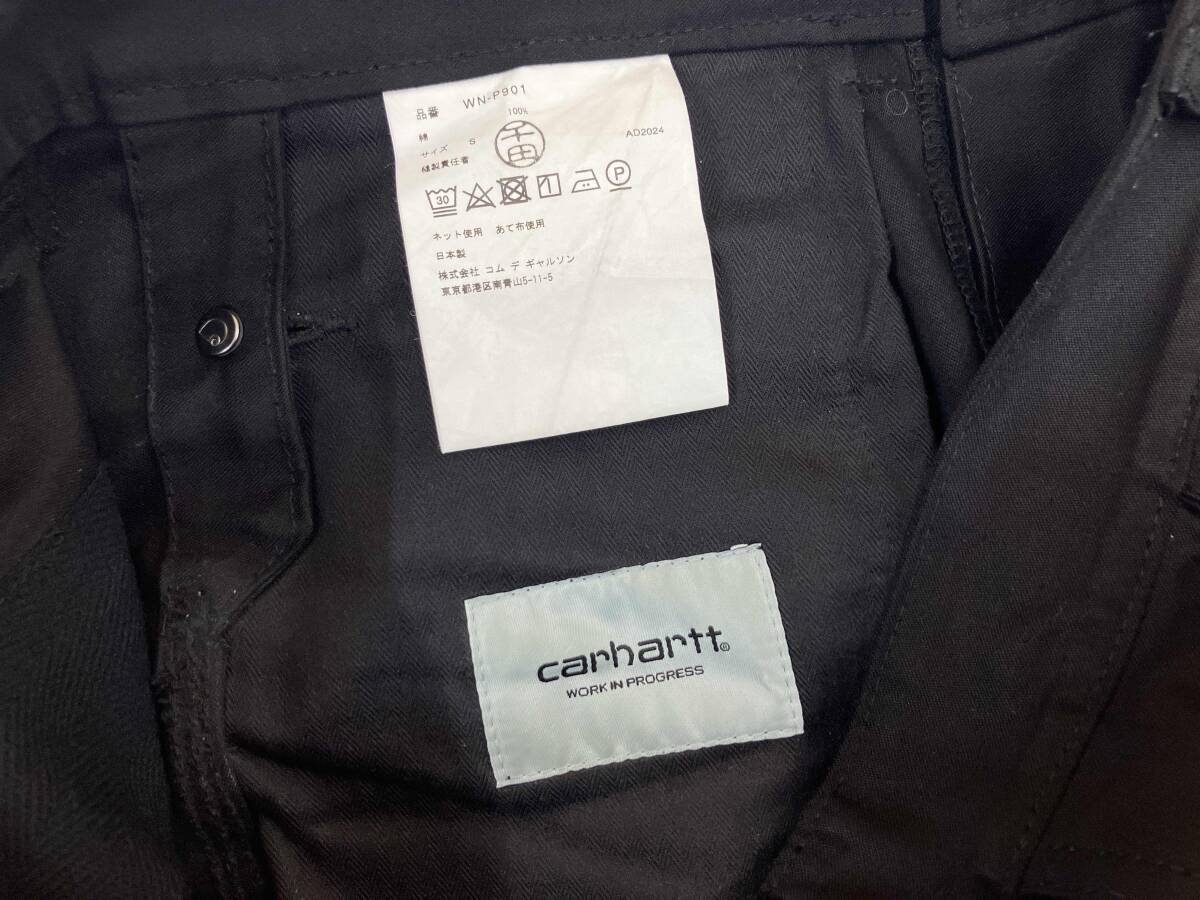 品番 WN-P901
綿 100%
サイズ S
縫製責任者 千田 AD2024
30 P
ネット使用 あて布使用
日本製
株式会社 コム デ ギャルソン
東京都港区南青山5-11-5
carhartt®
WORK IN PROGRESS